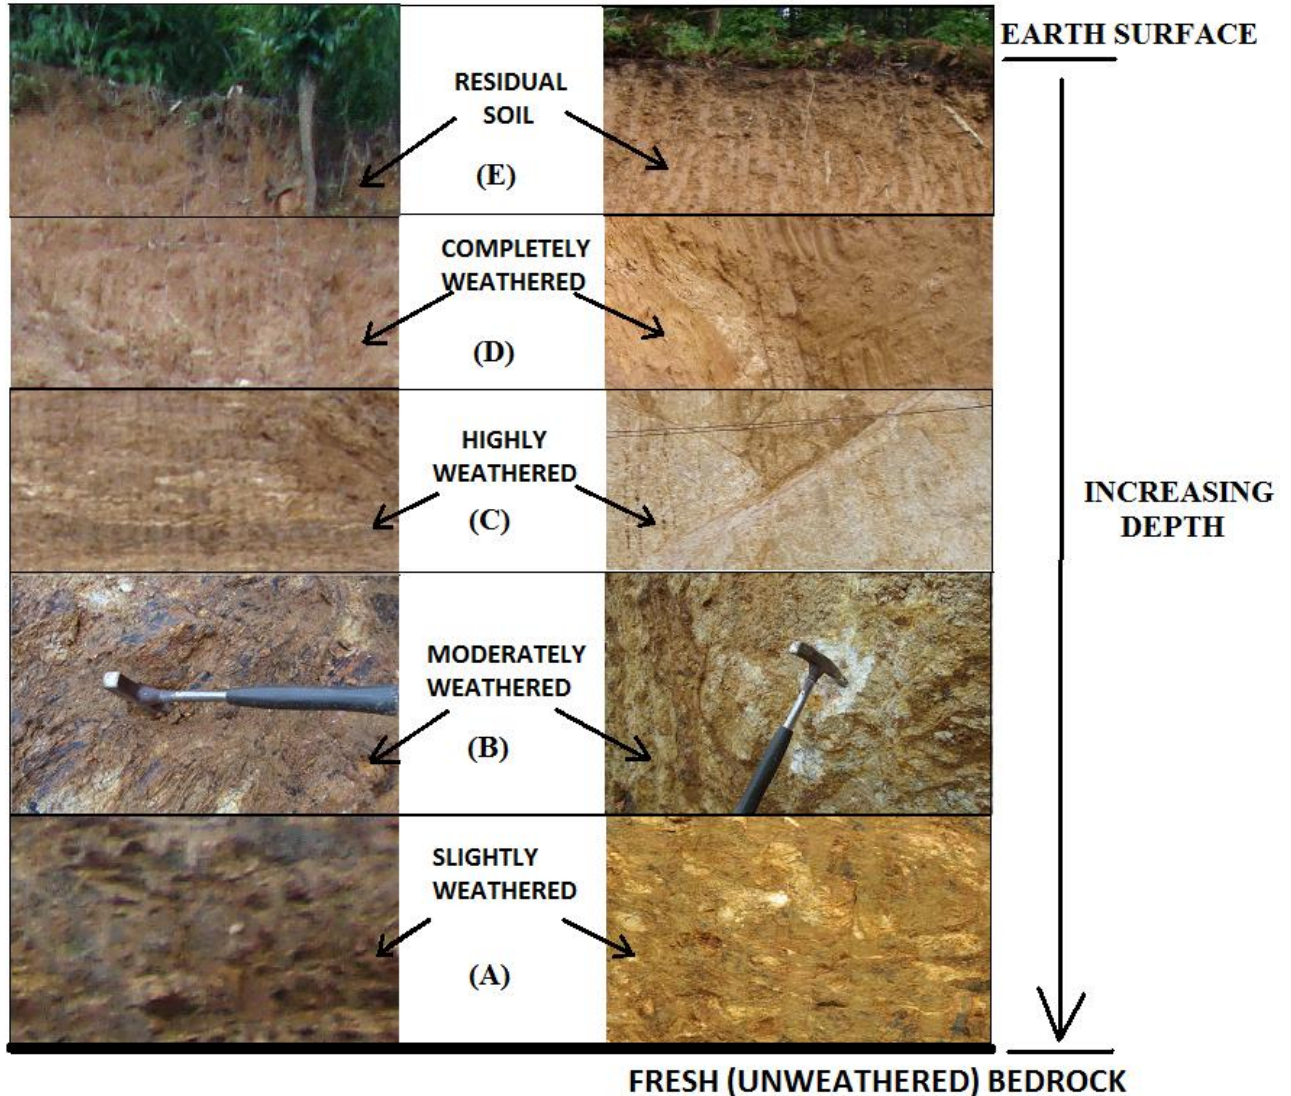 EARTH SURFACE
RESIDUAL
SOIL
(E)
COMPLETELY
WEATHERED
(D)
HIGHLY
WEATHERED
(C)
INCREASING
DEPTH
MODERATELY
WEATHERED
(B)
SLIGHTLY
WEATHERED
(A)
FRESH (UNWEATHERED) BEDROCK